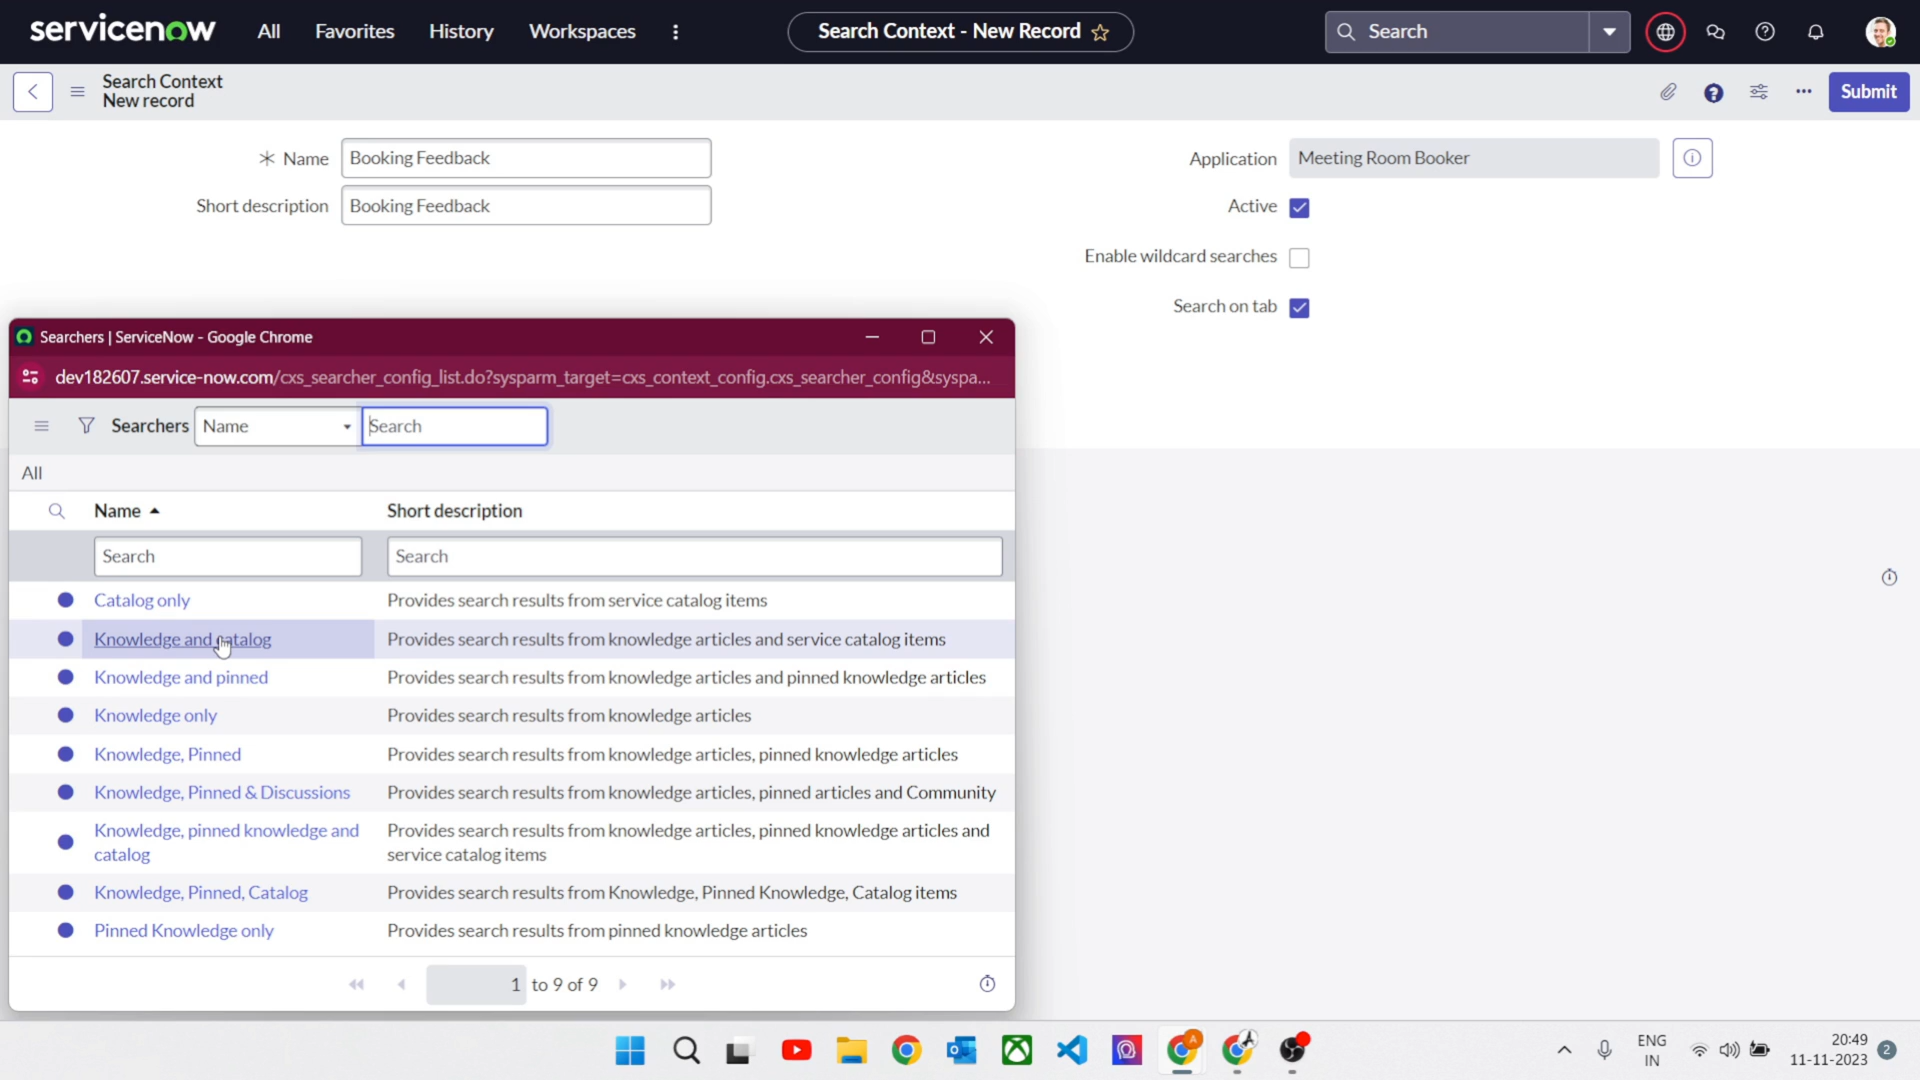 servicenow All Favorites History Workspaces Search Context - New Record Search
Search Context
New record
Submit
Name Booking Feedback
Application Meeting Room Booker
Short description Booking Feedback
Active
Enable wildcard searches
Search on tab
Searchers | ServiceNow - Google Chrome
dev182607.service-now.com/cxs_searcher_config_list.do?sysparm_target=cxs_context_config.cxs_searcher_config&syspa...
Searchers Name Search
All
Name Short description
Search Search
Catalog only Provides search results from service catalog items
Knowledge and catalog Provides search results from knowledge articles and service catalog items
Knowledge and pinned Provides search results from knowledge articles and pinned knowledge articles
Knowledge only Provides search results from knowledge articles
Knowledge, Pinned Provides search results from knowledge articles, pinned knowledge articles
Knowledge, Pinned & Discussions Provides search results from knowledge articles, pinned articles and Community
Knowledge, pinned knowledge and Provides search results from knowledge articles, pinned knowledge articles and
catalog service catalog items
Knowledge, Pinned, Catalog Provides search results from Knowledge, Pinned Knowledge, Catalog items
Pinned Knowledge only Provides search results from pinned knowledge articles
1 to 9 of 9
ENG 20:49
IN 11-11-2023 2